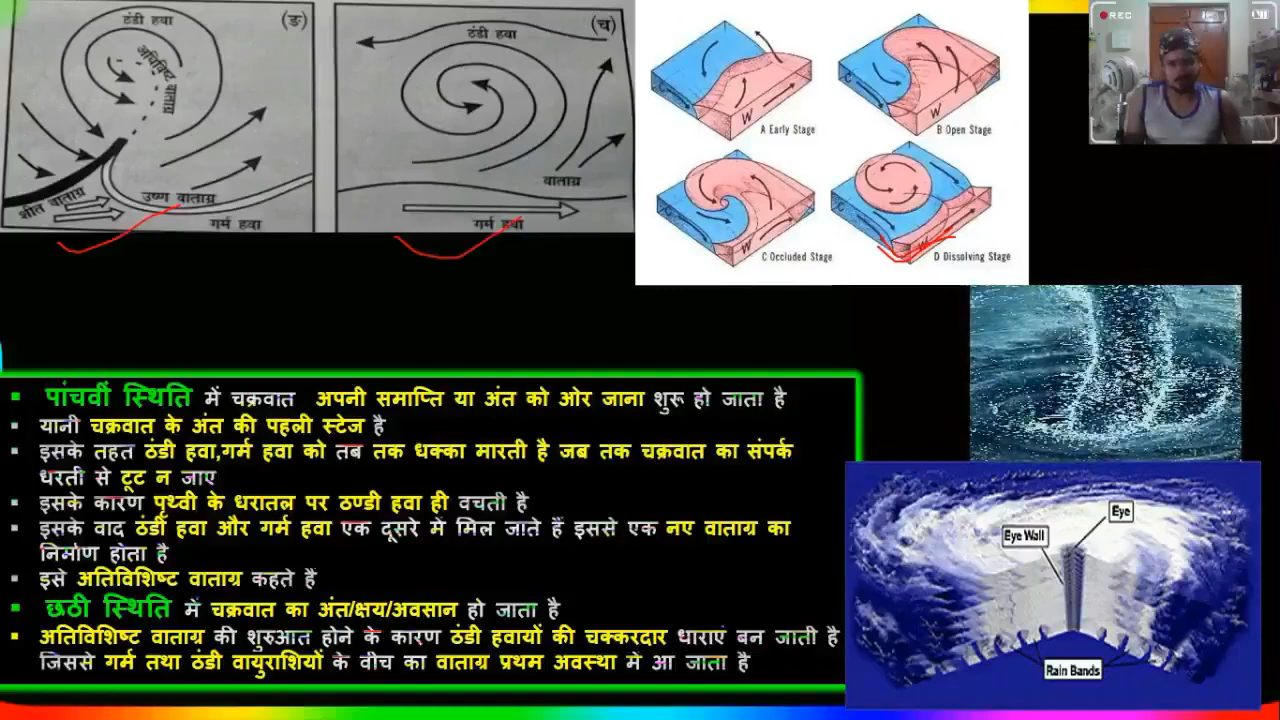 ठंडी हवा
(ङ)
अधिविष्ट वाताग्र
शीत वाताग्र
उष्ण वाताग्र
गर्म हवा
ठंडी हवा
(च)
वाताग्र
गर्म हवा
W
A Early Stage
C
W
B Open Stage
W
C Occluded Stage
W
D Dissolving Stage
REC
पांचवीं स्थिति में चक्रवात अपनी समाप्ति या अंत को ओर जाना शुरू हो जाता है
यानी चक्रवात के अंत की पहली स्टेज है
इसके तहत ठंडी हवा,गर्म हवा को तब तक धक्का मारती है जब तक चक्रवात का संपर्क
धरती से टूट न जाए
इसके कारण पृथ्वी के धरातल पर ठण्डी हवा ही वचती है
इसके वाद ठंडी हवा और गर्म हवा एक दूसरे में मिल जाते हैं इससे एक नए वाताग्र का
निर्माण होता है
इसे अतिविशिष्ट वाताग्र कहते हैं
छठी स्थिति में चक्रवात का अंत/क्षय/अवसान हो जाता है
अतिविशिष्ट वाताग्र की शुरुआत होने के कारण ठंडी हवायों की चक्करदार धाराएं बन जाती है
जिससे गर्म तथा ठंडी वायुराशियों के वीच का वाताग्र प्रथम अवस्था में आ जाता है
Eye
Eye Wall
Rain Bands